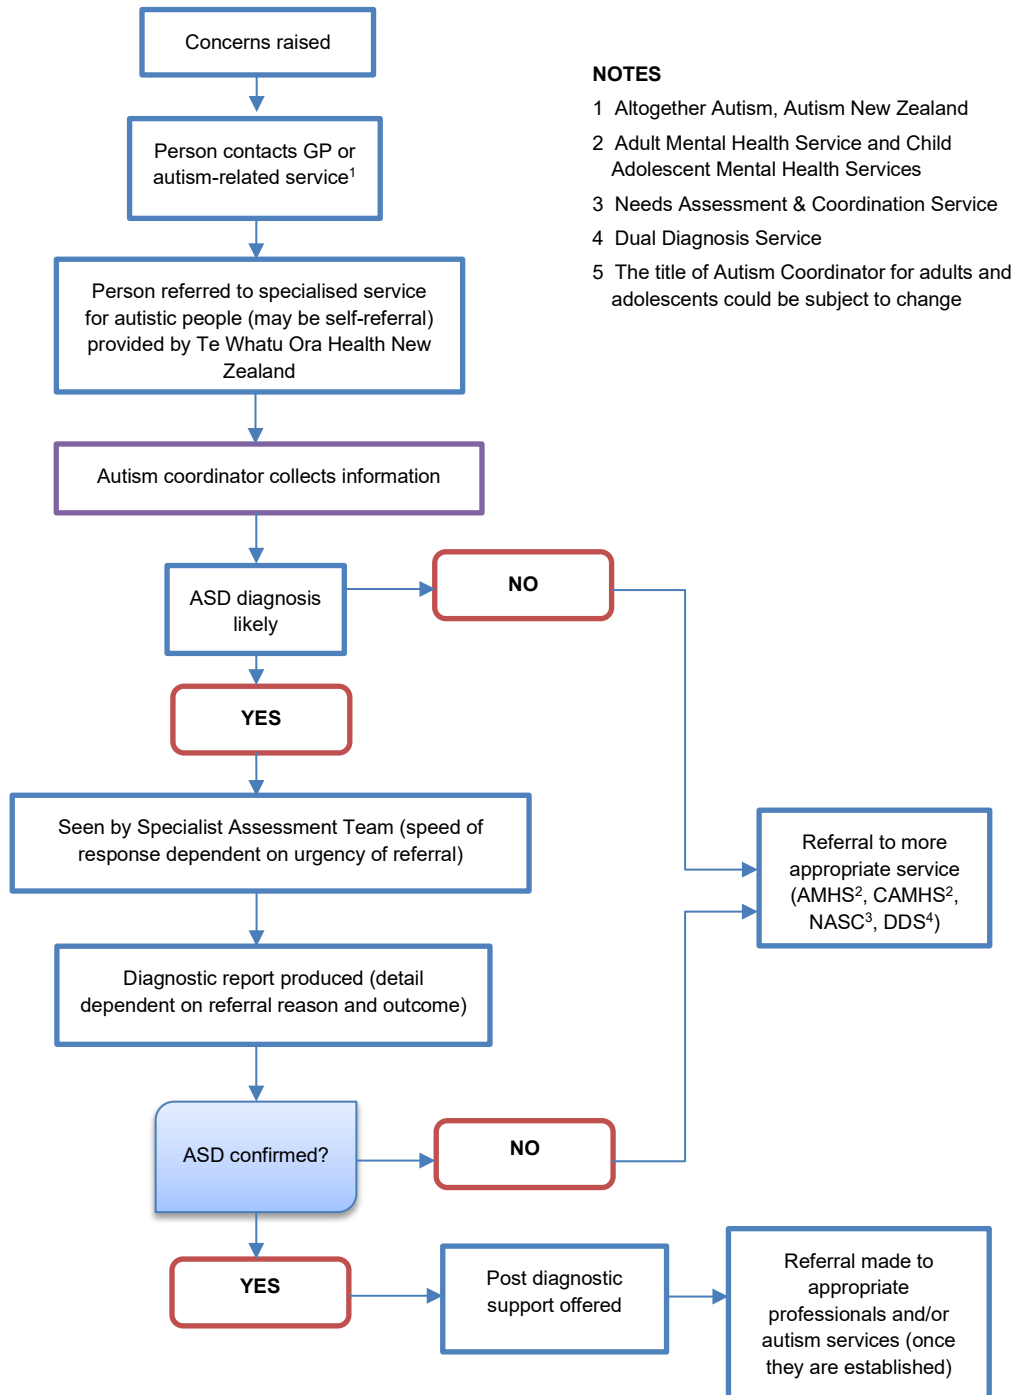 Concerns raised
NOTES
1 Altogether Autism, Autism New Zealand
2 Adult Mental Health Service and Child
Adolescent Mental Health Services
3 Needs Assessment & Coordination Service
4 Dual Diagnosis Service
5 The title of Autism Coordinator for adults and
adolescents could be subject to change
Person contacts GP or
autism-related service¹
Person referred to specialised service
for autistic people (may be self-referral)
provided by Te Whatu Ora Health New
Zealand
Autism coordinator collects information
ASD diagnosis
likely
NO
YES
Seen by Specialist Assessment Team (speed of
response dependent on urgency of referral)
Referral to more
appropriate service
(AMHS², CAMHS²,
NASC³, DDS⁴)
Diagnostic report produced (detail
dependent on referral reason and outcome)
ASD confirmed?
NO
YES
Post diagnostic
support offered
Referral made to
appropriate
professionals and/or
autism services (once
they are established)